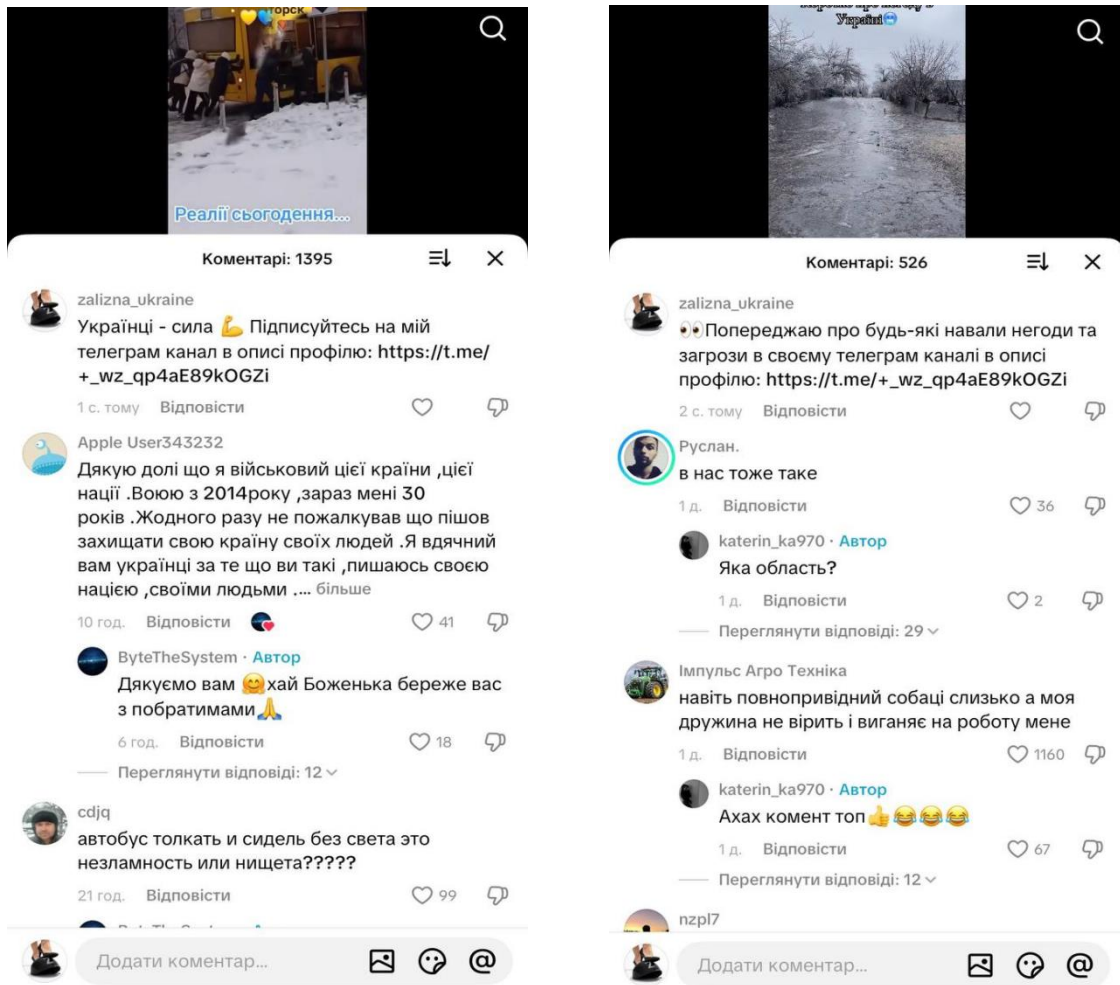 торск
Реалії сьогодення...
Коментарі: 1395
zalizna_ukraine
Українці - сила 💪 Підписуйтесь на мій
телеграм канал в описі профілю: https://t.me/
+_wz_qp4aE89kOGZi
1 с. тому Відповісти
Apple User343232
Дякую долі що я військовий цієї країни ,цієї
нації .Воюю з 2014року ,зараз мені 30
років .Жодного разу не пожалкував що пішов
захищати свою країну своїх людей .Я вдячний
вам українці за те що ви такі ,пишаюсь своєю
нацією ,своїми людьми .... більше
10 год. Відповісти 41
ByteTheSystem · Автор
Дякуємо вам 🤗хай Боженька береже вас
з побратимами🙏
6 год. Відповісти 18
Переглянути відповіді: 12
cdjq
автобус толкать и сидель без света это
незламность или нищета?????
21 год. Відповісти 99
Додати коментар...
Україні🥶
Коментарі: 526
zalizna_ukraine
👀Попереджаю про будь-які навали негоди та
загрози в своєму телеграм каналі в описі
профілю: https://t.me/+_wz_qp4aE89kOGZi
2 с. тому Відповісти
Руслан.
в нас тоже таке
1 д. Відповісти 36
katerin_ka970 · Автор
Яка область?
1 д. Відповісти 2
Переглянути відповіді: 29
Імпульс Агро Техніка
навіть повнопривідний собаці слизько а моя
дружина не вірить і виганяє на роботу мене
1 д. Відповісти 1160
katerin_ka970 · Автор
Ахах комент топ👍😂😂😂
1 д. Відповісти 67
Переглянути відповіді: 12
nzpl7
Додати коментар...